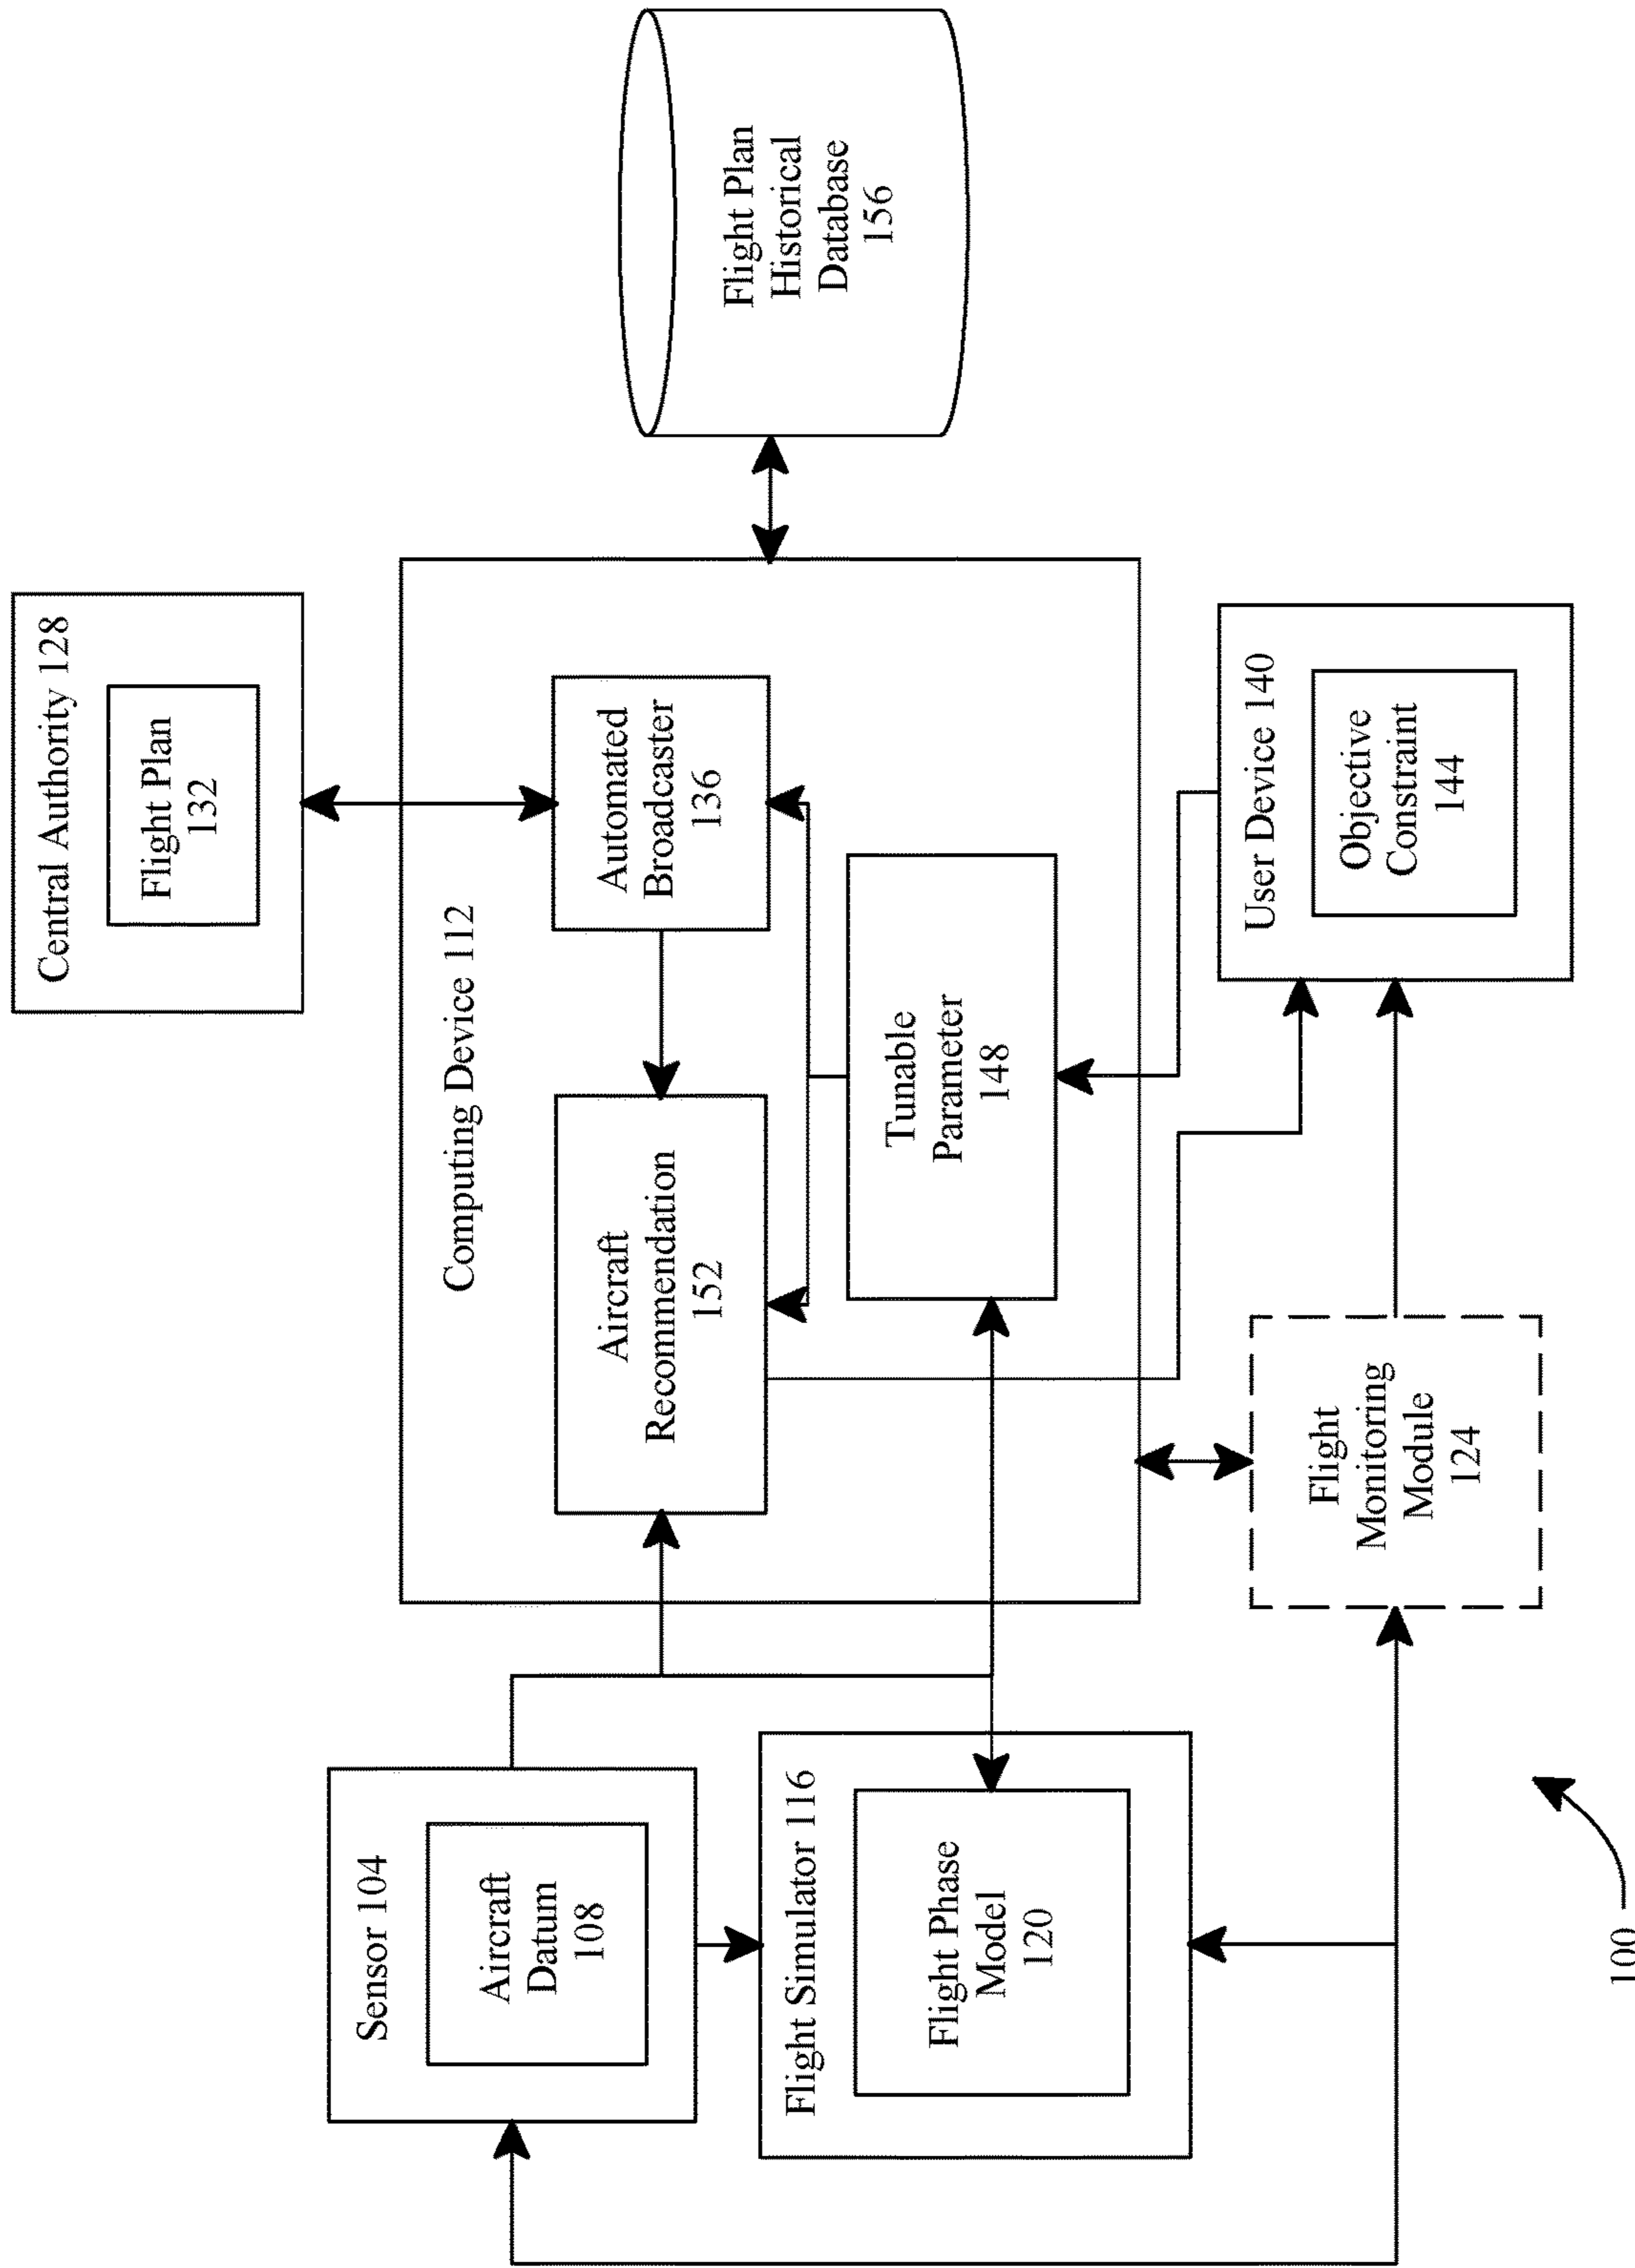 Central Authority 128
Flight Plan
132
Sensor 104
Aircraft
Datum
108
Computing Device 112
Aircraft
Recommendation
152
Automated
Broadcaster
136
Flight Plan
Historical
Database
156
Flight Simulator 116
Flight Phase
Model
120
Tunable
Parameter
148
User Device 140
Objective
Constraint
144
Flight
Monitoring
Module
124
100